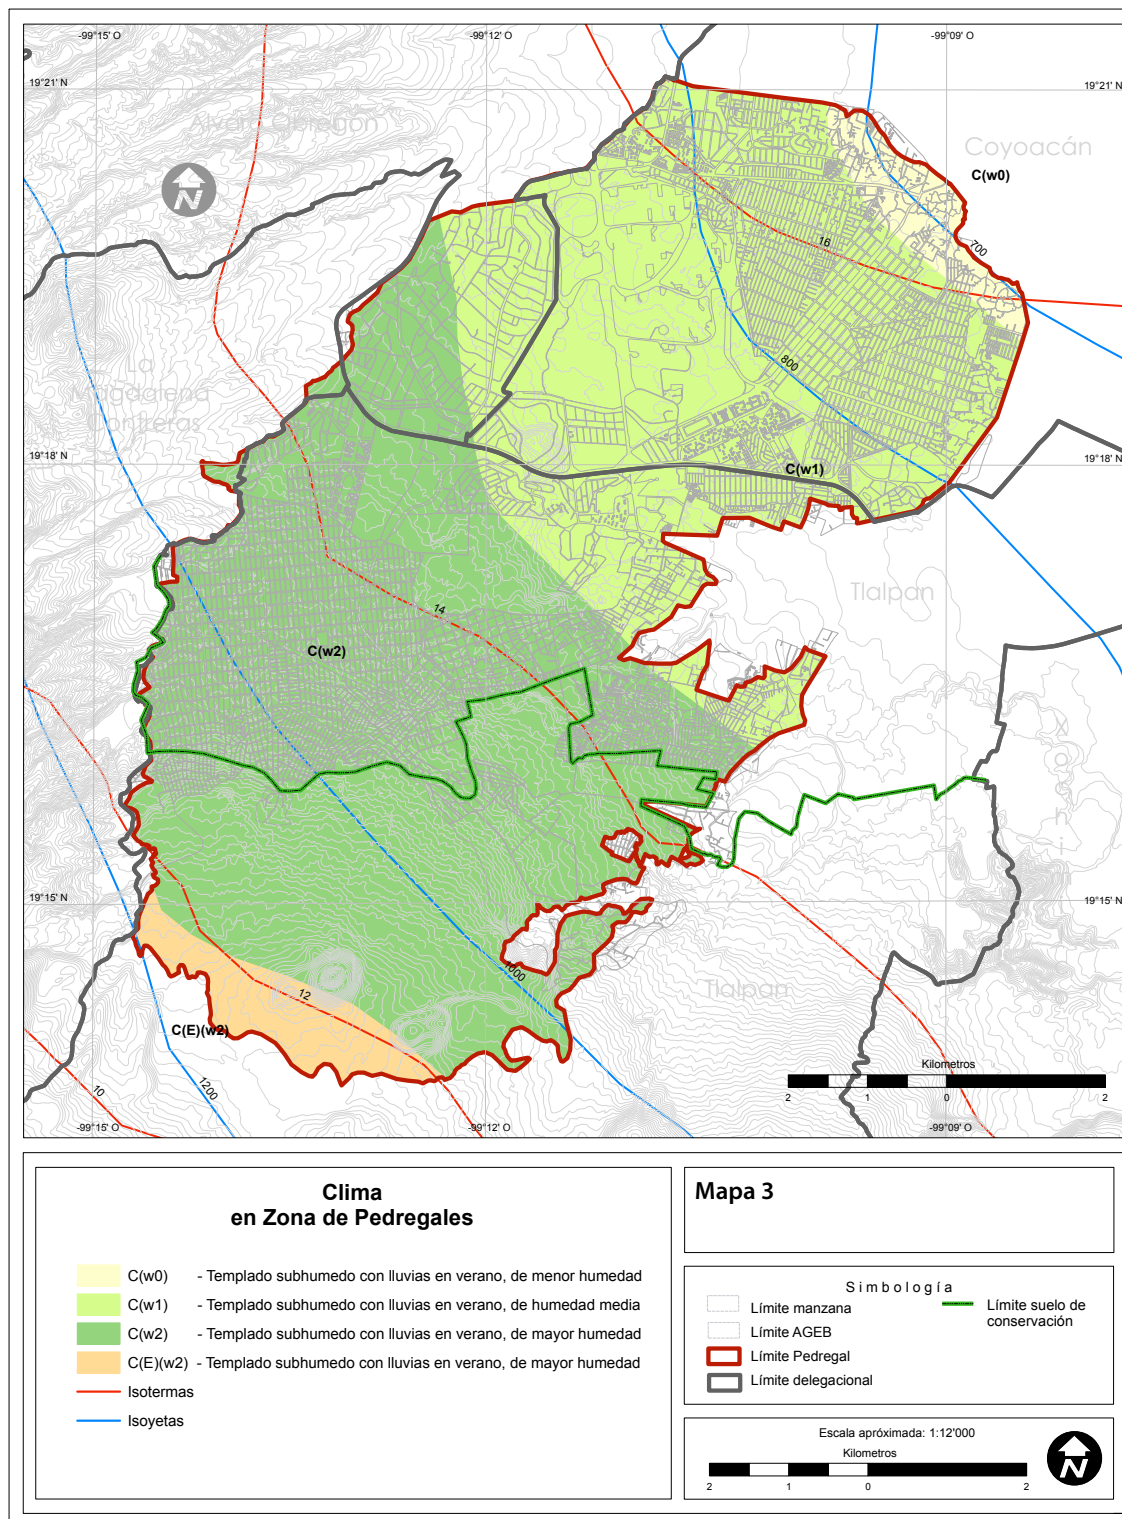 -99°15' O
-99°12' O
-99°09' O
19°21' N
19°21' N
Alvaro Obregón
Coyoacán
C(w0)
N
16
700
800
La
Magdalena
Contreras
19°18' N
19°18' N
C(w1)
Tlalpan
14
C(w2)
Xochimilco
19°15' N
19°15' N
1000
Tlalpan
12
C(E)(w2)
Kilometros
10
1200
2
1
0
2
-99°15' O
-99°12' O
-99°09' O
Clima
en Zona de Pedregales
C(w0) - Templado subhumedo con lluvias en verano, de menor humedad
C(w1) - Templado subhumedo con lluvias en verano, de humedad media
C(w2) - Templado subhumedo con lluvias en verano, de mayor humedad
C(E)(w2) - Templado subhumedo con lluvias en verano, de mayor humedad
Isotermas
Isoyetas
Mapa 3
Simbología
Límite manzana
Límite AGEB
Límite Pedregal
Límite delegacional
Límite suelo de
conservación
Escala apróximada: 1:12'000
Kilometros
2
1
0
2
N